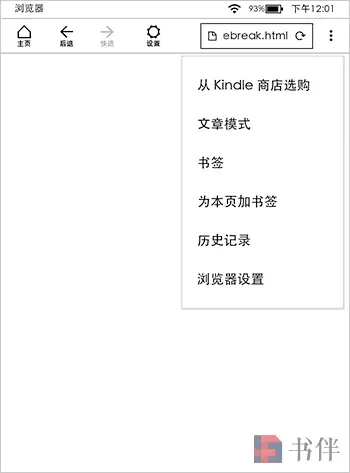 浏览器 93% 下午12:01
主页 后退 快进 设置 ebreak.html
从 Kindle 商店选购
文章模式
书签
为本页加书签
历史记录
浏览器设置
书伴